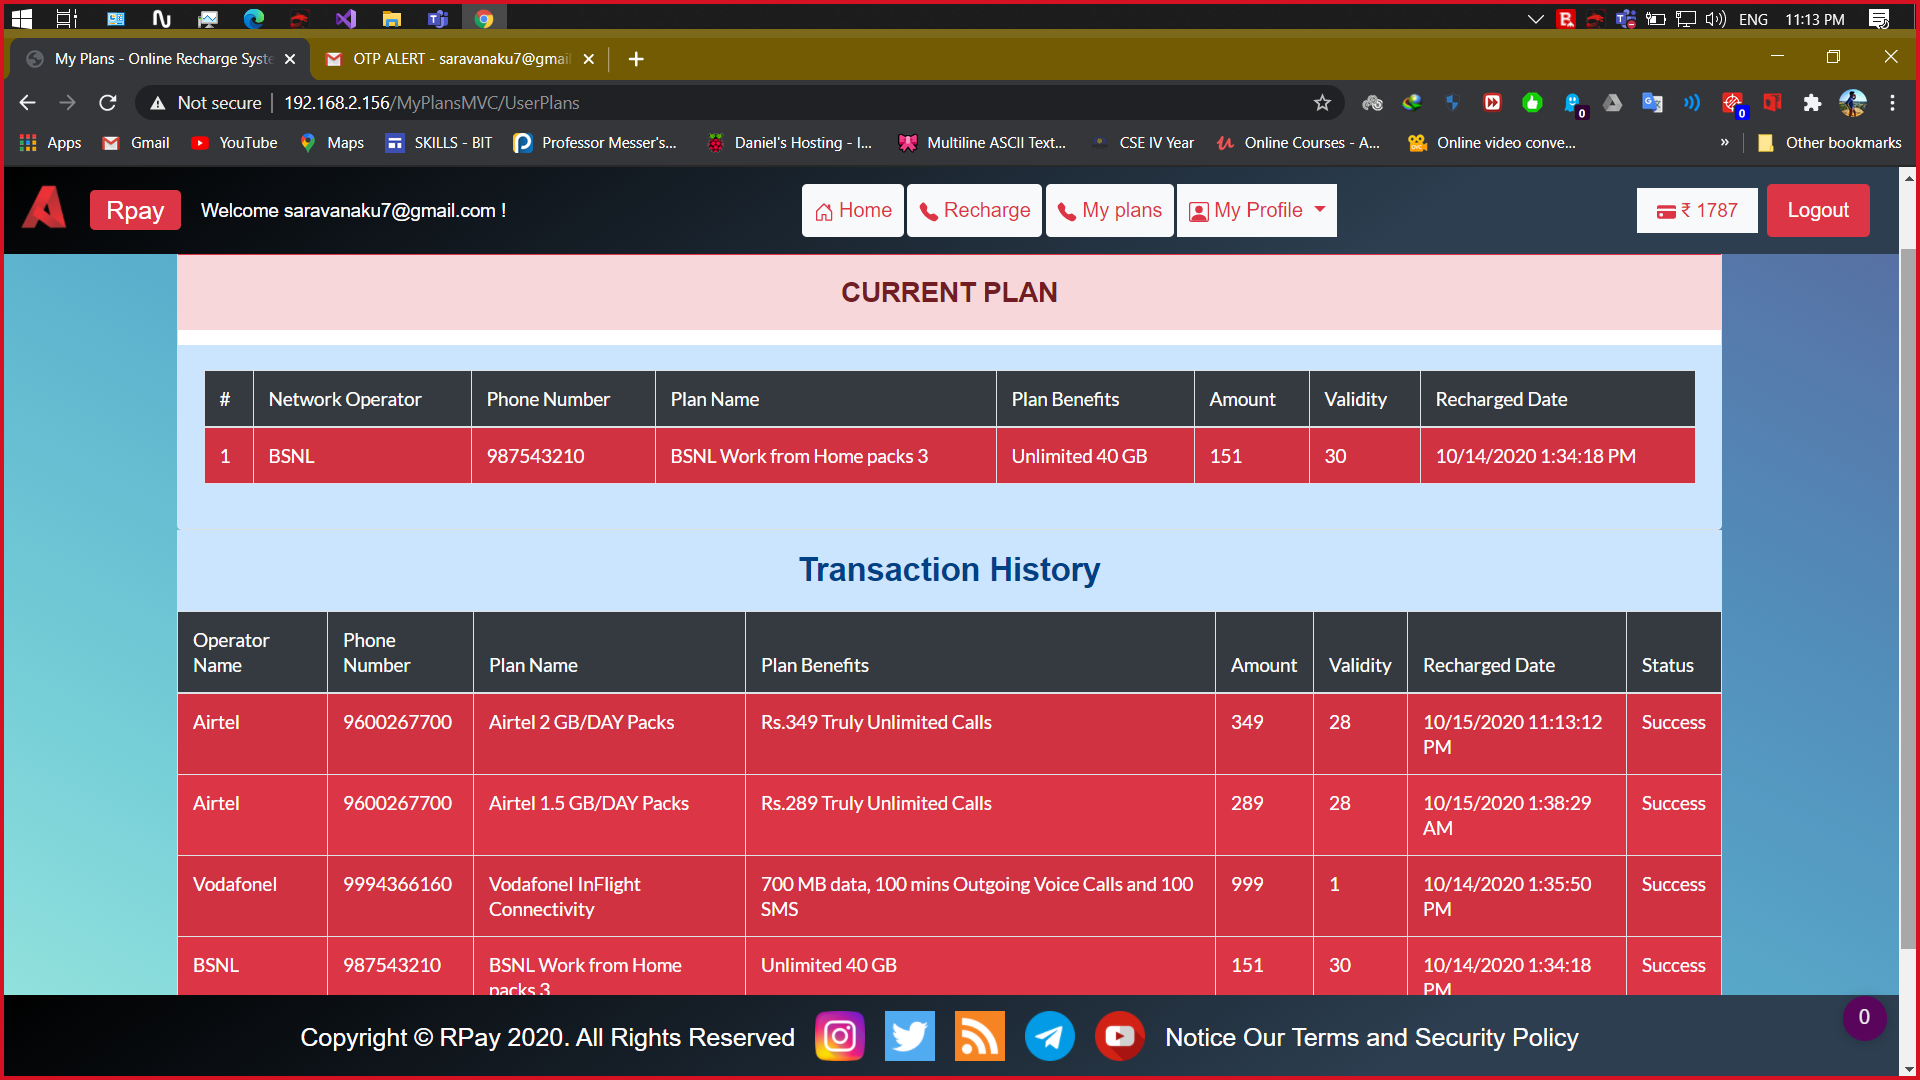 ENG 11:13 PM
My Plans - Online Recharge Syste
OTP ALERT - saravanaku7@gmail
Not secure 192.168.2.156/MyPlansMVC/UserPlans
0 0
Apps Gmail YouTube Maps SKILLS - BIT Professor Messer's... Daniel's Hosting - I... Multiline ASCII Text... CSE IV Year Online Courses - A... Online video conve... » Other bookmarks
Rpay Welcome saravanaku7@gmail.com ! Home Recharge My plans My Profile ₹ 1787 Logout
CURRENT PLAN
# Network Operator Phone Number Plan Name Plan Benefits Amount Validity Recharged Date
1 BSNL 987543210 BSNL Work from Home packs 3 Unlimited 40 GB 151 30 10/14/2020 1:34:18 PM
Transaction History
Operator Name Phone Number Plan Name Plan Benefits Amount Validity Recharged Date Status
Airtel 9600267700 Airtel 2 GB/DAY Packs Rs.349 Truly Unlimited Calls 349 28 10/15/2020 11:13:12 PM Success
Airtel 9600267700 Airtel 1.5 GB/DAY Packs Rs.289 Truly Unlimited Calls 289 28 10/15/2020 1:38:29 AM Success
Vodafonel 9994366160 Vodafonel InFlight Connectivity 700 MB data, 100 mins Outgoing Voice Calls and 100 SMS 999 1 10/14/2020 1:35:50 PM Success
BSNL 987543210 BSNL Work from Home packs 3 Unlimited 40 GB 151 30 10/14/2020 1:34:18 PM Success
Copyright © RPay 2020. All Rights Reserved Notice Our Terms and Security Policy
0